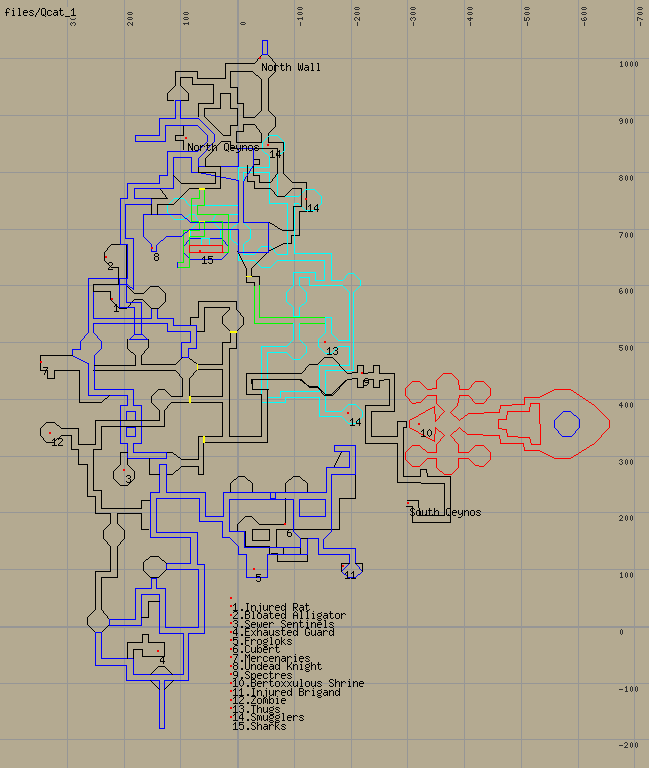 files/Qcat_1
300
200
100
0
-100
-200
-300
-400
-500
-600
-700
North Wall
1000
900
North Qeynos
14
800
14
700
8
15
2
600
1
500
13
7
9
400
14
10
12
300
3
South Qeynos
200
6
5
11
100
0
4
-100
-200
1.Injured Rat
2.Bloated Alligator
3.Sewer Sentinels
4.Exhausted Guard
5.Frogloks
6.Cubert
7.Mercenaries
8.Undead Knight
9.Spectres
10.Bertoxxulous Shrine
11.Injured Brigand
12.Zombie
13.Thugs
14.Smugglers
15.Sharks